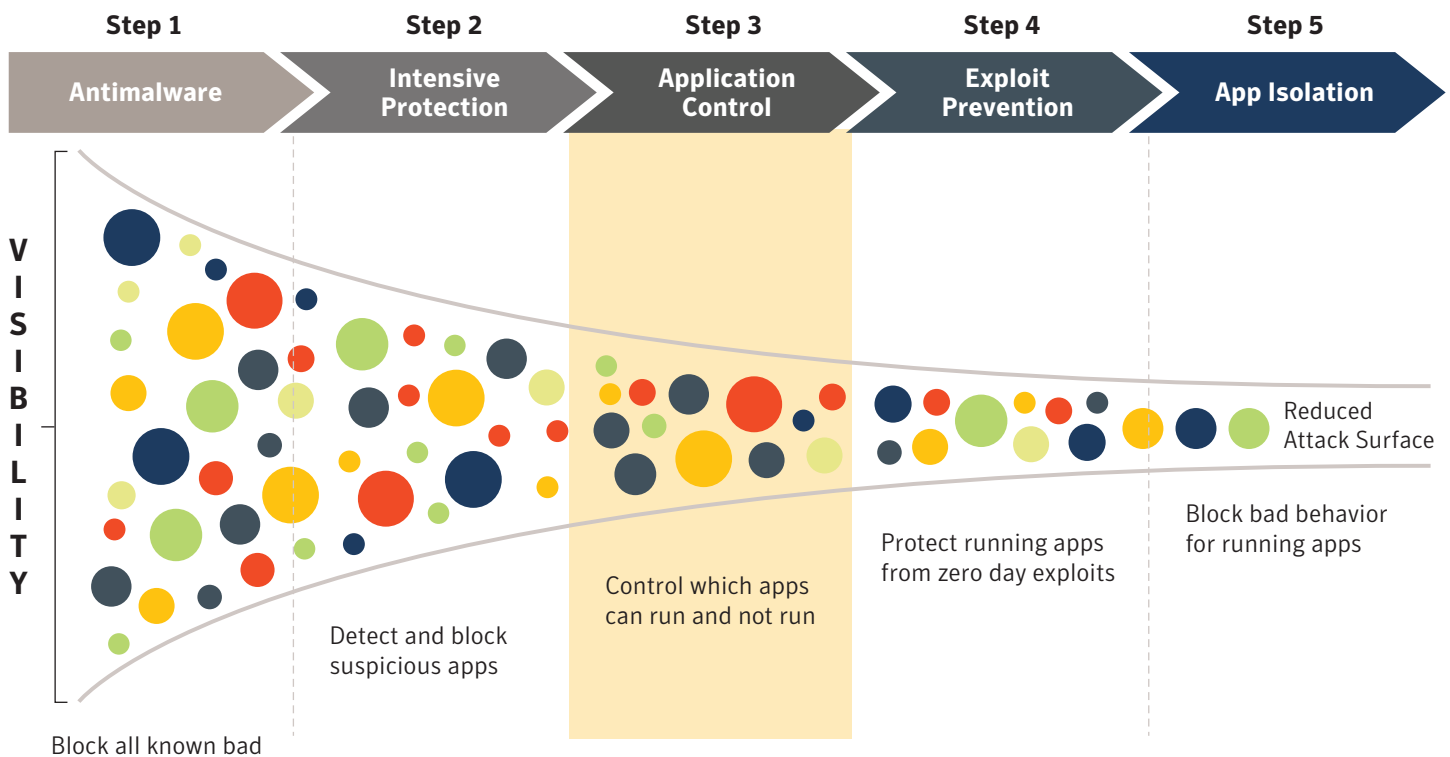 Step 1
Step 2
Step 3
Step 4
Step 5
Antimalware
Intensive
Protection
Application
Control
Exploit
Prevention
App Isolation
VISIBILITY
Block all known bad
Detect and block
suspicious apps
Control which apps
can run and not run
Protect running apps
from zero day exploits
Reduced
Attack Surface
Block bad behavior
for running apps